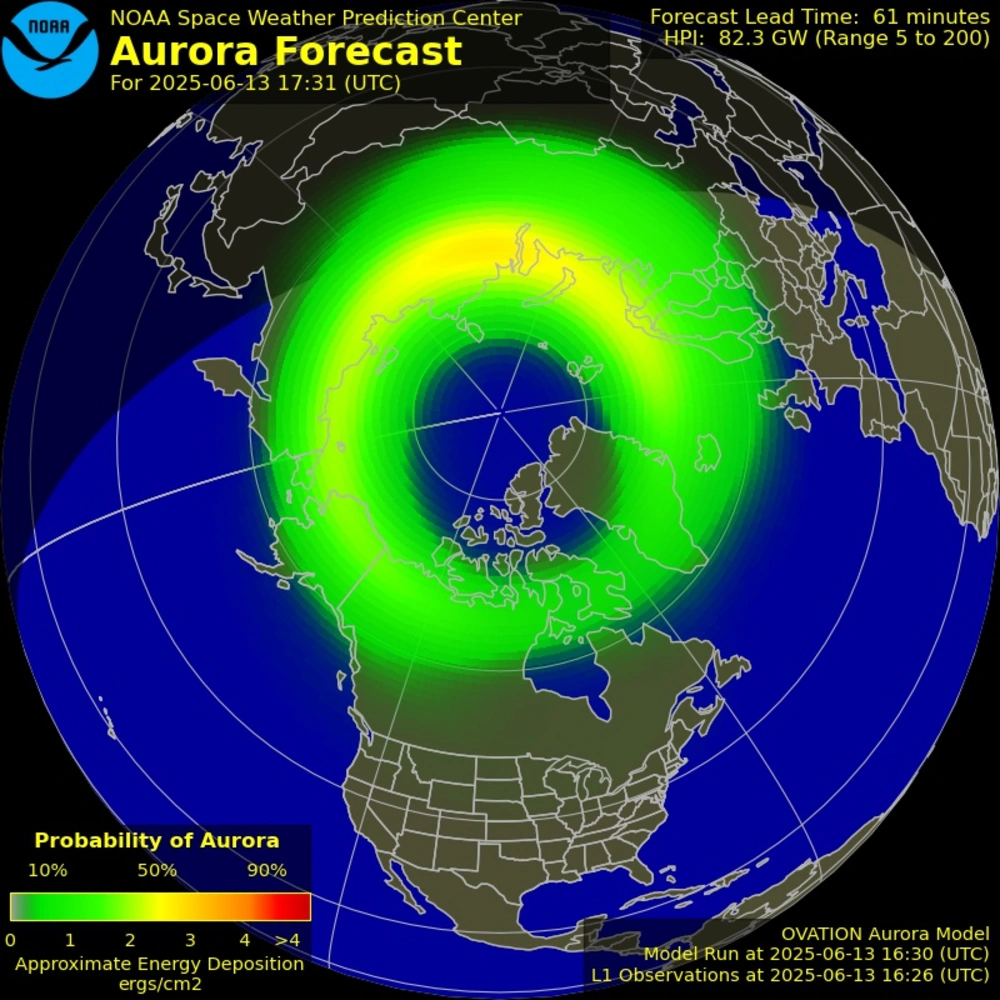 NOAA
NOAA Space Weather Prediction Center
Aurora Forecast
For 2025-06-13 17:31 (UTC)
Forecast Lead Time: 61 minutes
HPI: 82.3 GW (Range 5 to 200)
Probability of Aurora
10% 50% 90%
0 1 2 3 4 >4
Approximate Energy Deposition
ergs/cm2
OVATION Aurora Model
Model Run at 2025-06-13 16:30 (UTC)
L1 Observations at 2025-06-13 16:26 (UTC)